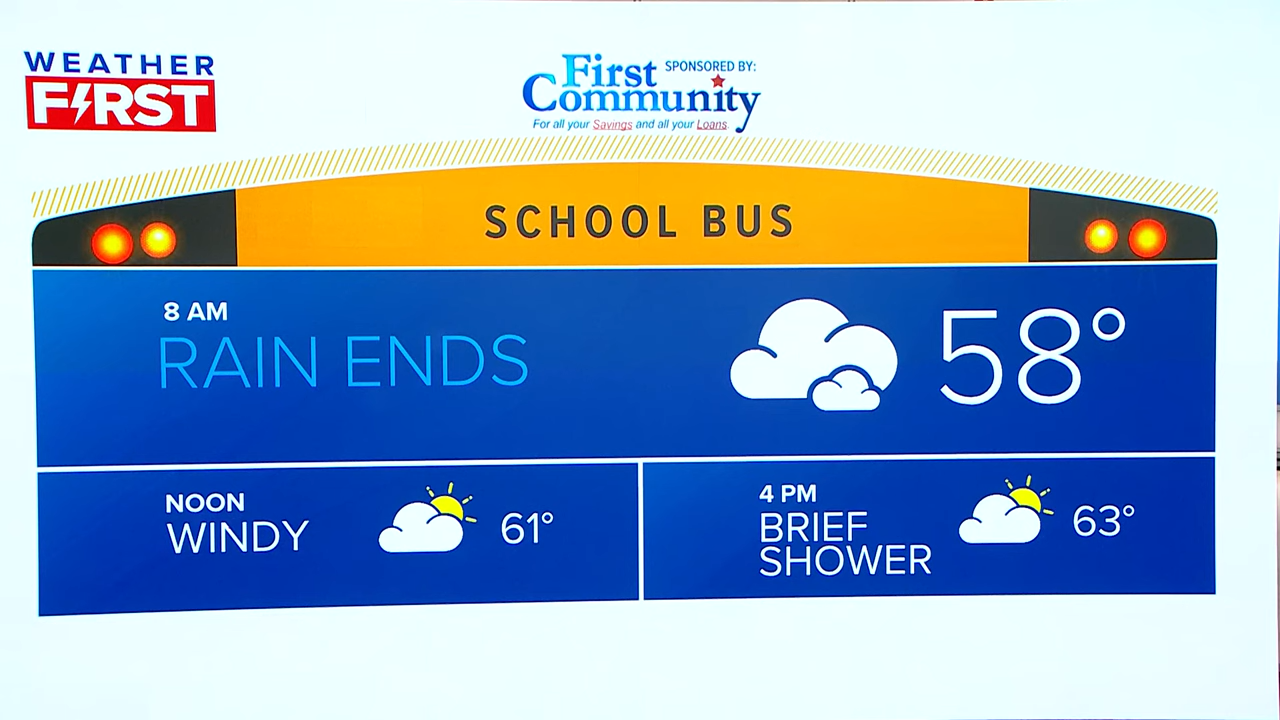 WEATHER
FIRST
SPONSORED BY:
First
Community
For all your Savings and all your Loans.
SCHOOL BUS
8 AM
RAIN ENDS
58°
NOON
WINDY
61°
4 PM
BRIEF
SHOWER
63°